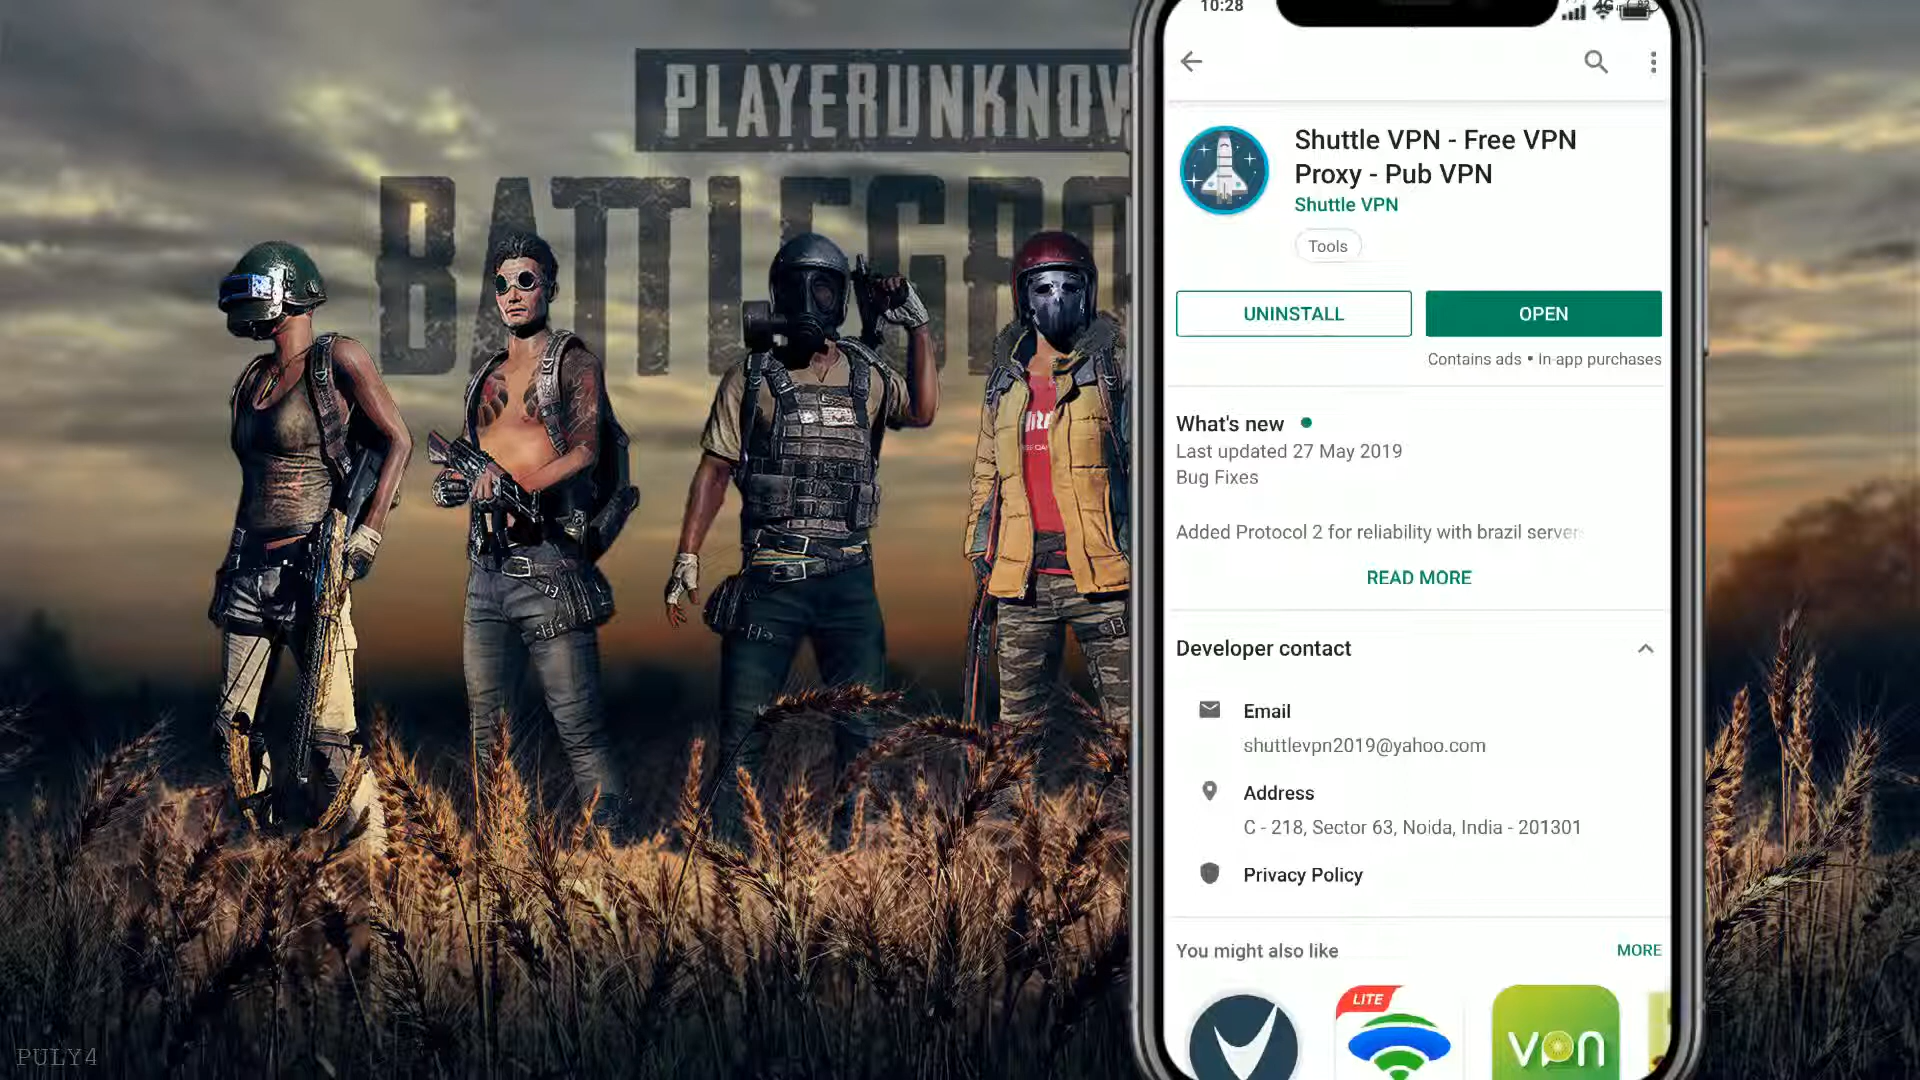 PLAYERUNKNOW
BATTLEGRO
10:28
Shuttle VPN - Free VPN
Proxy - Pub VPN
Shuttle VPN
Tools
UNINSTALL
OPEN
Contains ads • In-app purchases
What's new
Last updated 27 May 2019
Bug Fixes
Added Protocol 2 for reliability with brazil servers
READ MORE
Developer contact
Email
shuttlevpn2019@yahoo.com
Address
C - 218, Sector 63, Noida, India - 201301
Privacy Policy
You might also like
MORE
LITE
vpn
PULY4